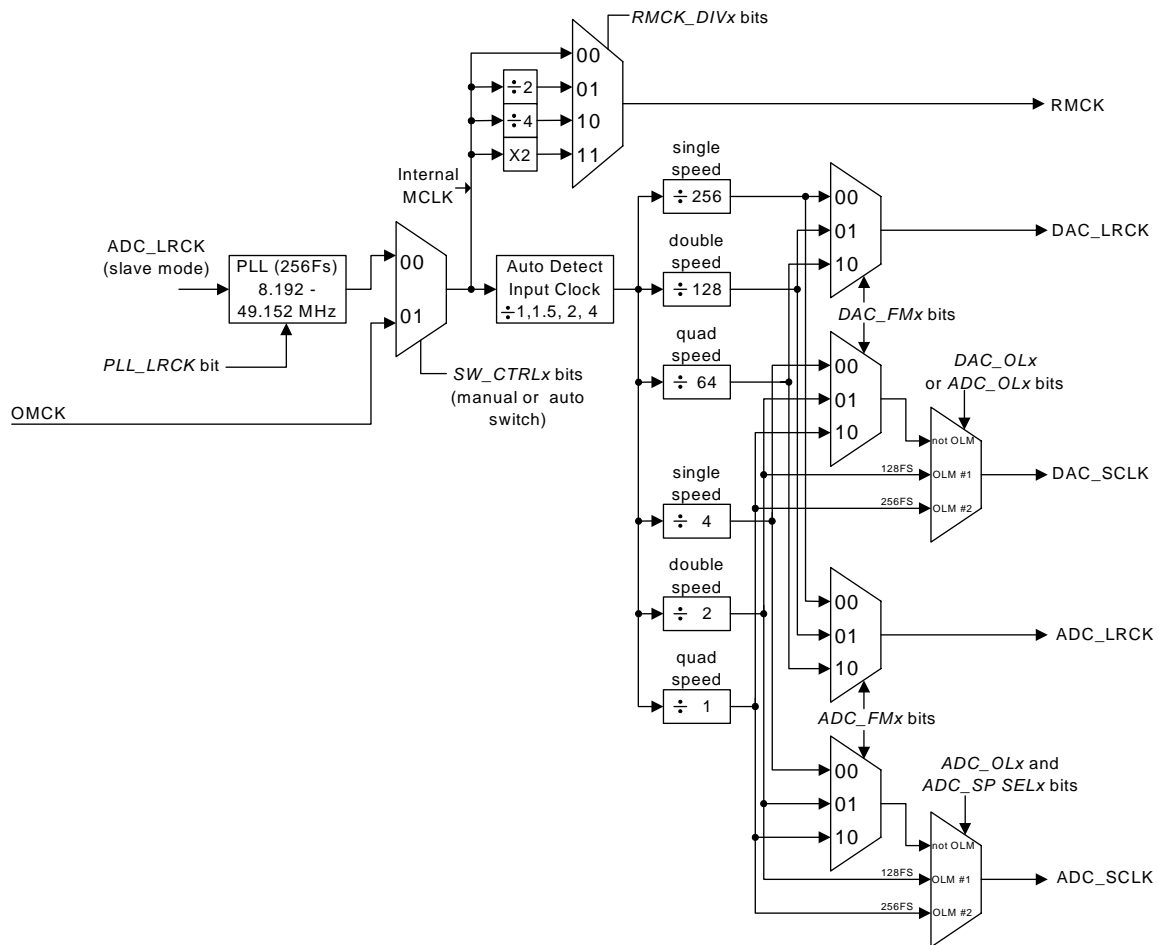 RMCK_DIVx bits
00
÷2
01
÷4
10
X2
11
RMCK
Internal
MCLK
ADC_LRCK
(slave mode)
PLL (256Fs)
8.192 -
49.152 MHz
PLL_LRCK bit
OMCK
00
01
SW_CTRLx bits
(manual or auto
switch)
Auto Detect
Input Clock
÷1,1.5, 2, 4
single
speed
÷ 256
double
speed
÷ 128
quad
speed
÷ 64
single
speed
÷ 4
double
speed
÷ 2
quad
speed
÷ 1
00
01
10
DAC_LRCK
DAC_FMx bits
00
01
10
DAC_OLx
or ADC_OLx bits
not OLM
128FS
OLM #1
256FS
OLM #2
DAC_SCLK
00
01
10
ADC_LRCK
ADC_FMx bits
00
01
10
ADC_OLx and
ADC_SP SELx bits
not OLM
128FS
OLM #1
256FS
OLM #2
ADC_SCLK